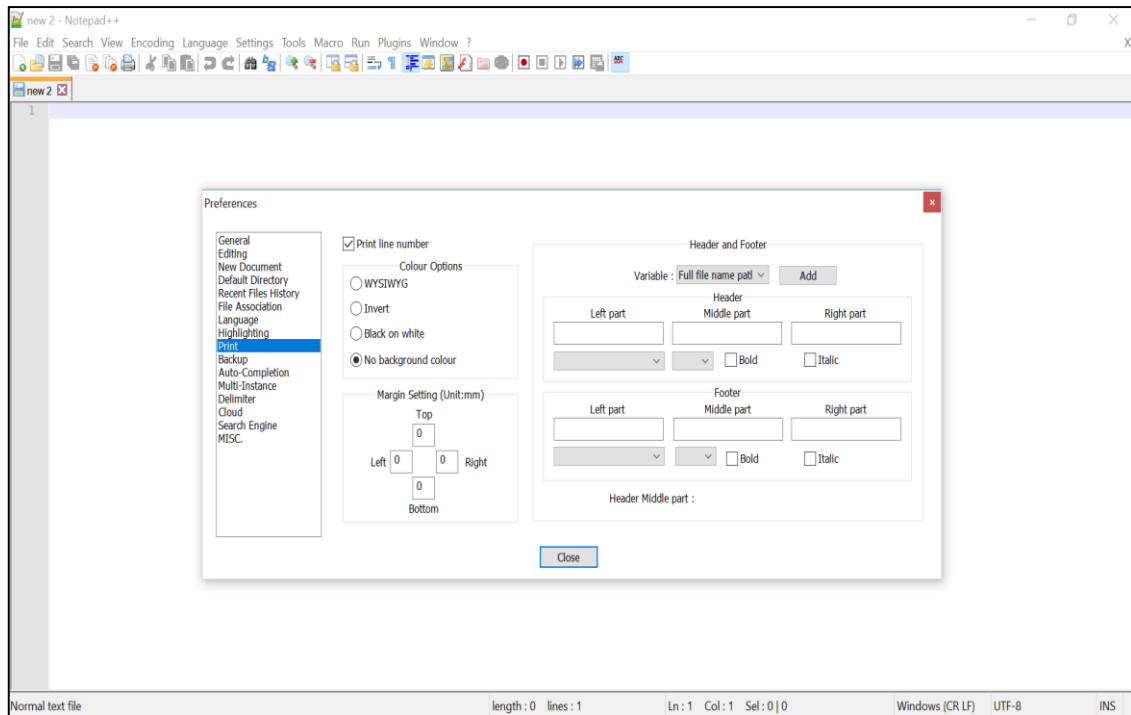 new 2 - Notepad++
File Edit Search View Encoding Language Settings Tools Macro Run Plugins Window ?
X
ABC
new 2
1
Preferences
General
Editing
New Document
Default Directory
Recent Files History
File Association
Language
Highlighting
Print
Backup
Auto-Completion
Multi-Instance
Delimiter
Cloud
Search Engine
MISC.
Print line number
Colour Options
WYSIWYG
Invert
Black on white
No background colour
Margin Setting (Unit:mm)
Top
0
Left 0 0 Right
0
Bottom
Header and Footer
Variable : Full file name patl Add
Header
Left part Middle part Right part
Bold Italic
Footer
Left part Middle part Right part
Bold Italic
Header Middle part :
Close
Normal text file length : 0 lines : 1 Ln : 1 Col : 1 Sel : 0 | 0 Windows (CR LF) UTF-8 INS